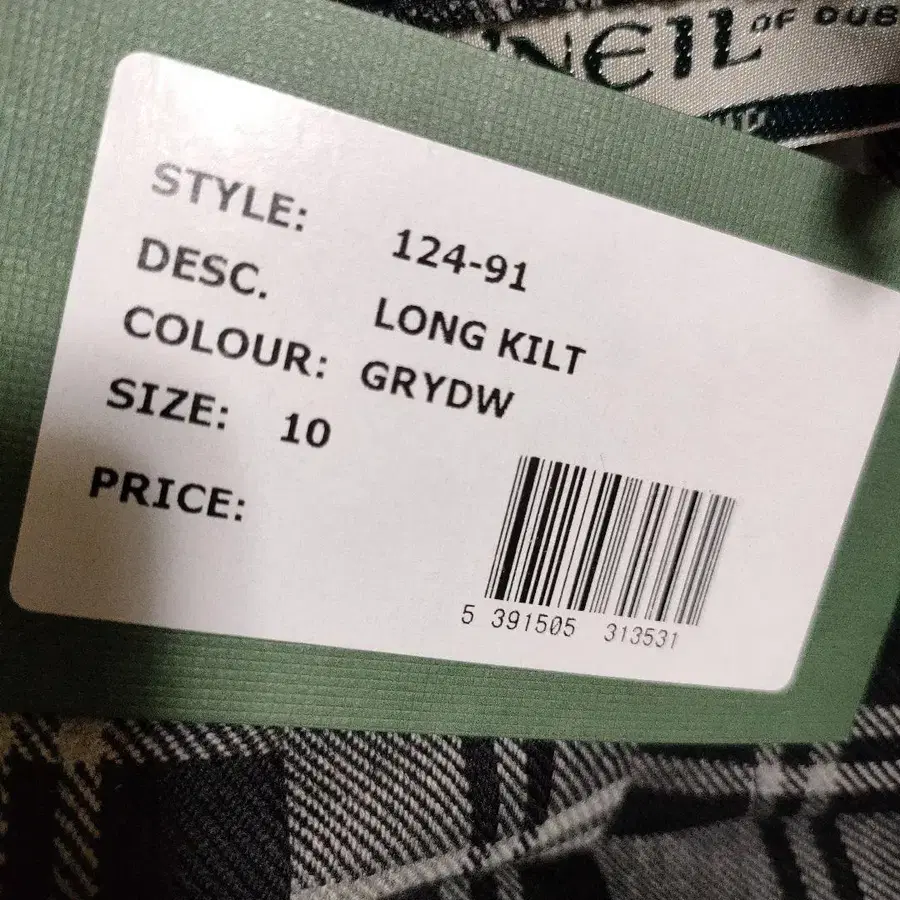 NEIL OF DUB
STYLE: 124-91
DESC. LONG KILT
COLOUR: GRYDW
SIZE: 10
PRICE:
5 391505 313531